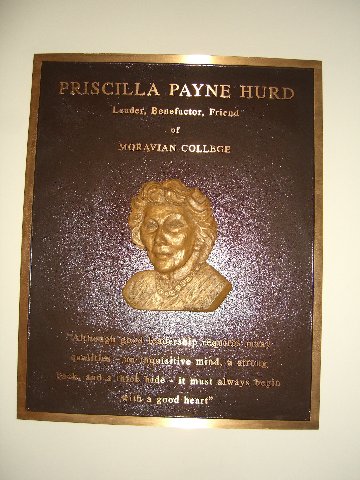 PRISCILLA PAYNE HURD
Leader, Benefactor, Friend
of
MORAVIAN COLLEGE
"Although good leadership requires many
qualities - an inquisitive mind, a strong
back, and a thick hide - it must always begin
with a good heart"